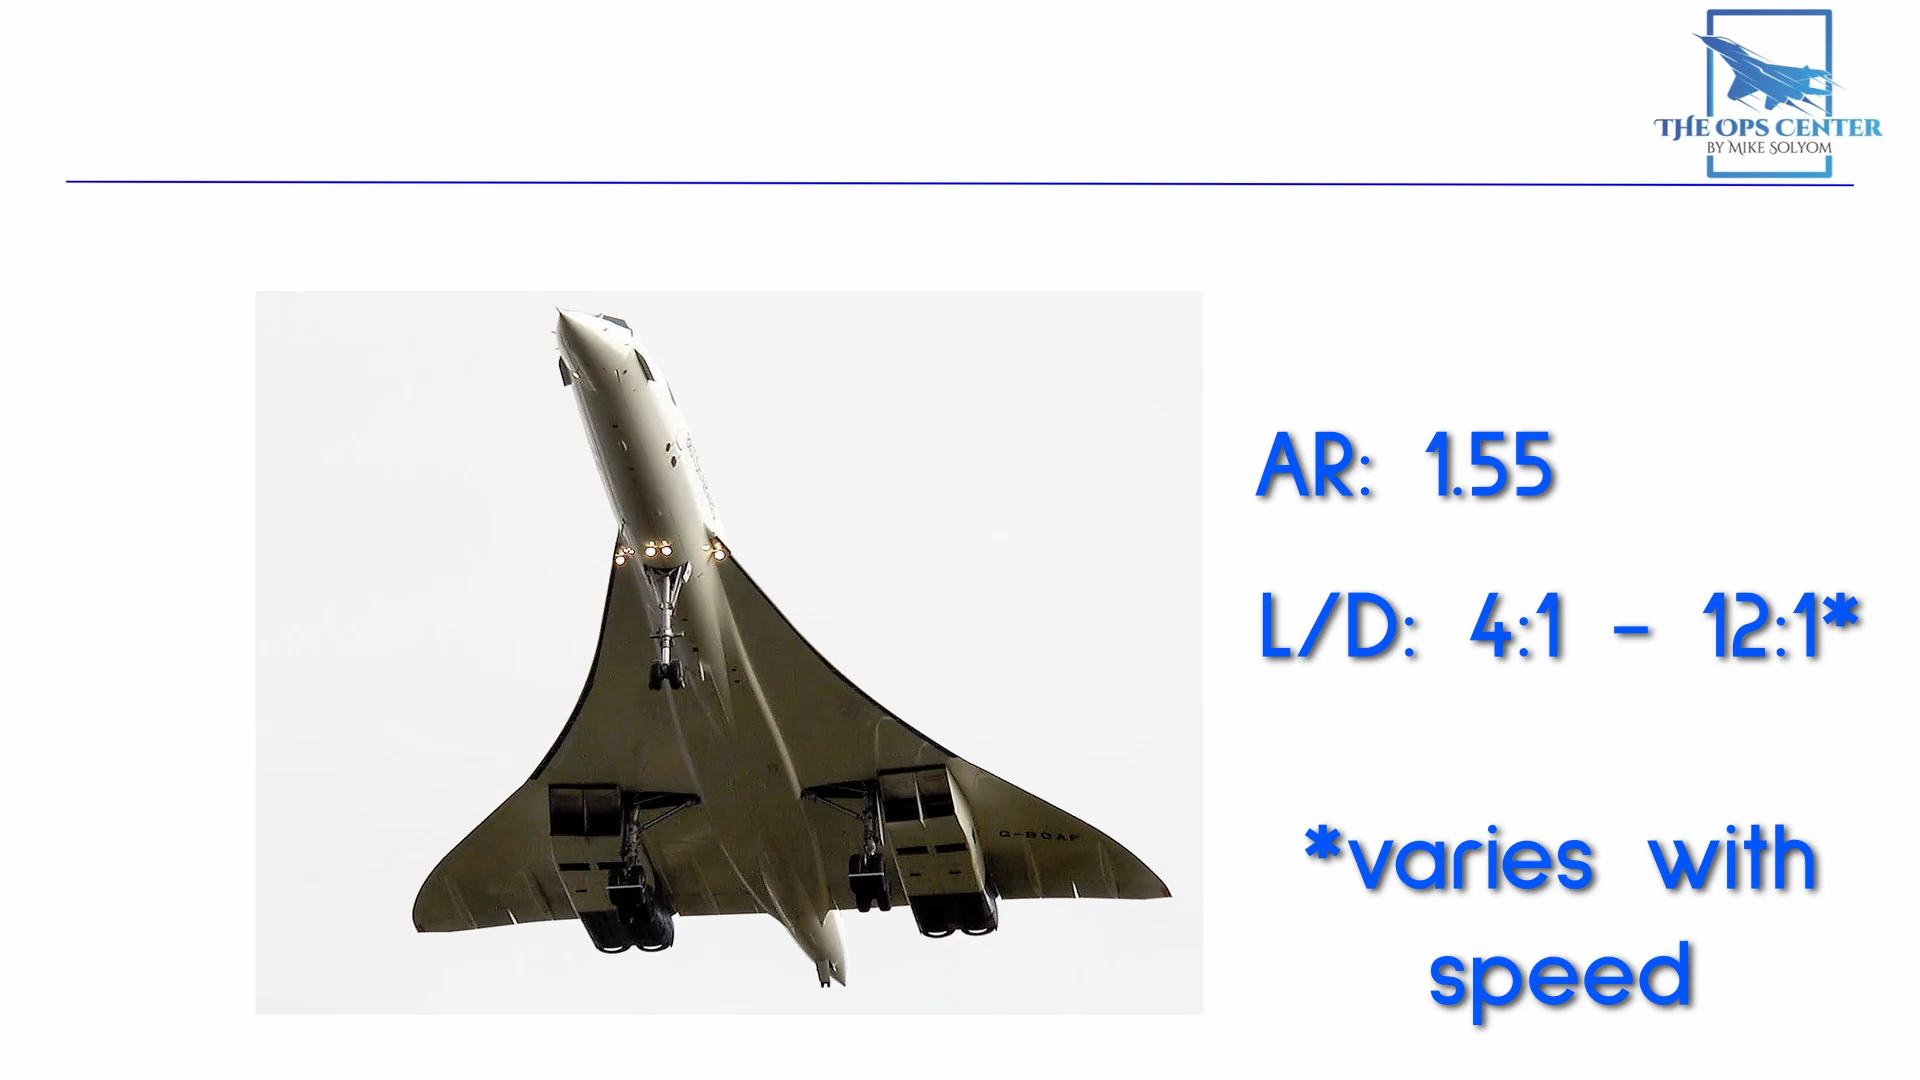 THE OPS CENTER
BY MIKE SOLYOM
AR: 1.55
L/D: 4:1 - 12:1*
G-BOAF
*varies with
speed